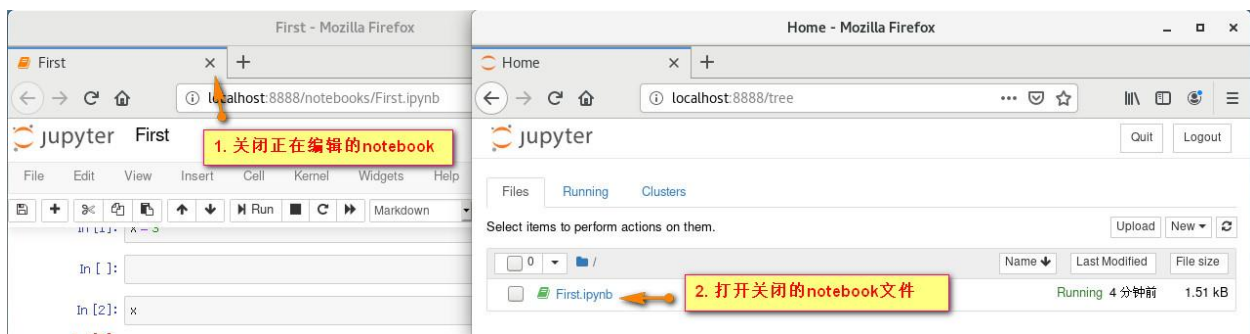 First - Mozilla Firefox
First
localhost:8888/notebooks/First.ipynb
jupyter First
1. 关闭正在编辑的notebook
File Edit View Insert Cell Kernel Widgets Help
Run Markdown
In [1]: x = 3
In [ ]:
In [2]: x
Home - Mozilla Firefox
Home
localhost:8888/tree
jupyter
Quit Logout
Files Running Clusters
Select items to perform actions on them.
Upload New
0 / Name Last Modified File size
First.ipynb 2. 打开关闭的notebook文件 Running 4 分钟前 1.51 kB